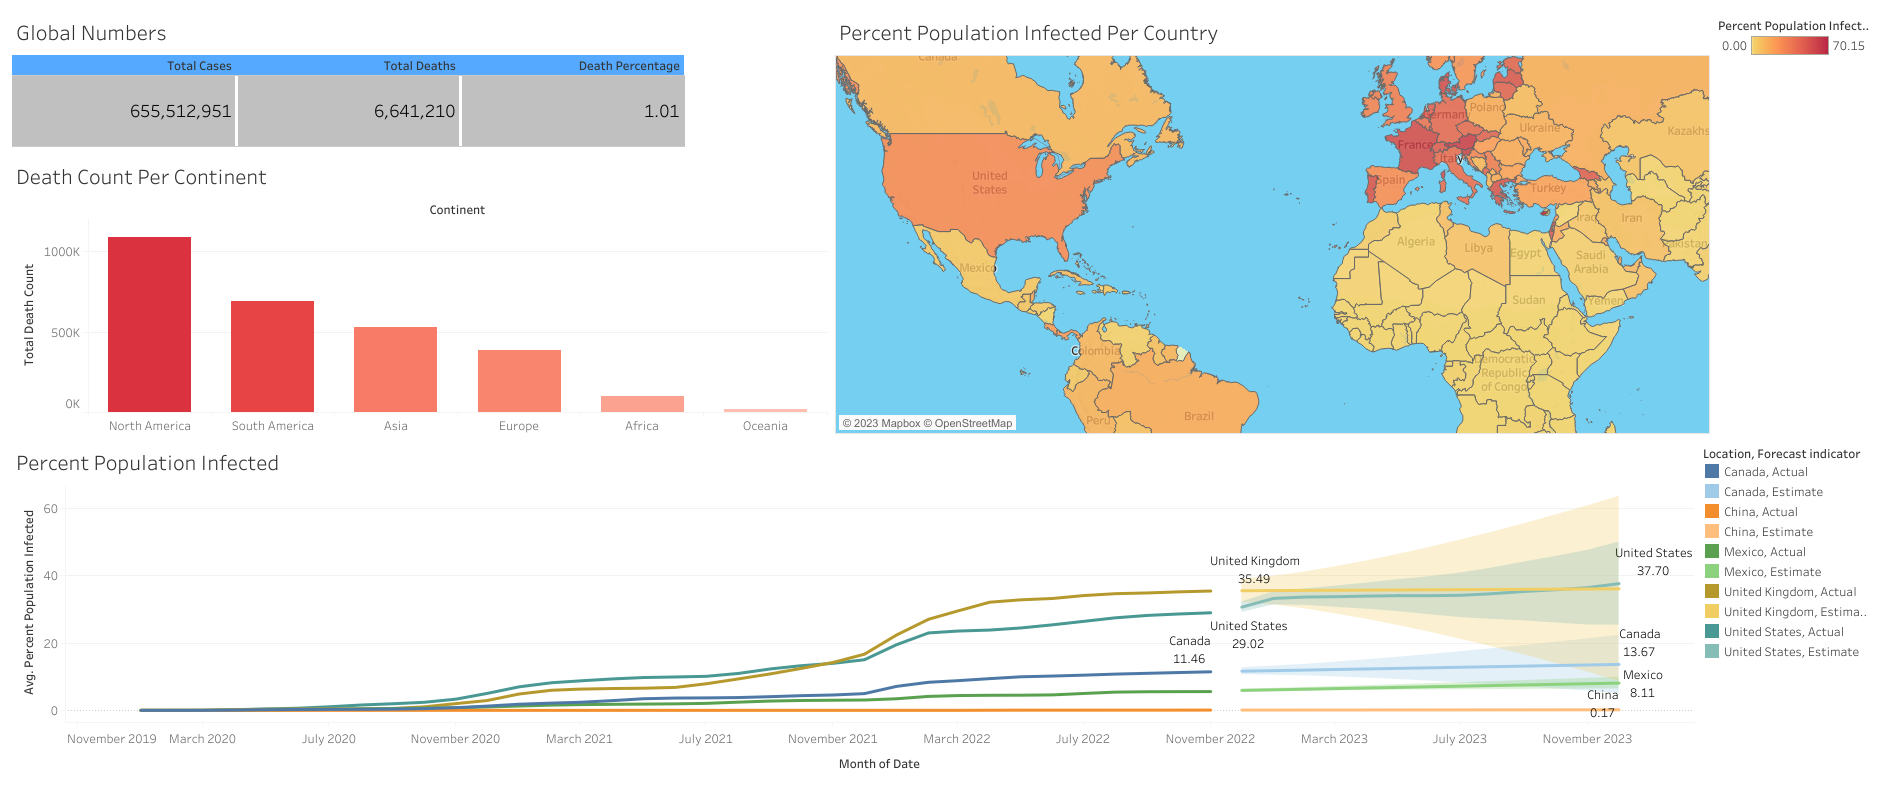 Global Numbers
Total Cases Total Deaths Death Percentage
655,512,951 6,641,210 1.01
Death Count Per Continent
Continent
Total Death Count
1000K
500K
0K
North America South America Asia Europe Africa Oceania
Percent Population Infected Per Country
Canada
United States
Mexico
Colombia
Peru
Brazil
Poland
German
Ukraine
Kazakhs
France
Italy
Spain
Turkey
Iraq
Iran
Algeria
Libya
Egypt
Saudi Arabia
Pakistan
Sudan
Yemen
Democratic
Republic
of Congo
© 2023 Mapbox © OpenStreetMap
Percent Population Infect..
0.00 70.15
Percent Population Infected
Avg. Percent Population Infected
60
40
20
0
United Kingdom
35.49
United States
29.02
Canada
11.46
United States
37.70
Canada
13.67
Mexico
8.11
China
0.17
November 2019 March 2020 July 2020 November 2020 March 2021 July 2021 November 2021 March 2022 July 2022 November 2022 March 2023 July 2023 November 2023
Month of Date
Location, Forecast indicator
Canada, Actual
Canada, Estimate
China, Actual
China, Estimate
Mexico, Actual
Mexico, Estimate
United Kingdom, Actual
United Kingdom, Estima..
United States, Actual
United States, Estimate